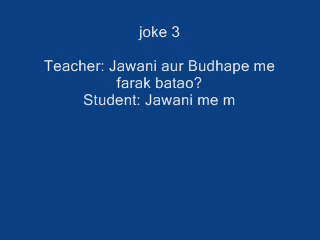 joke 3
Teacher: Jawani aur Budhape me
farak batao?
Student: Jawani me m